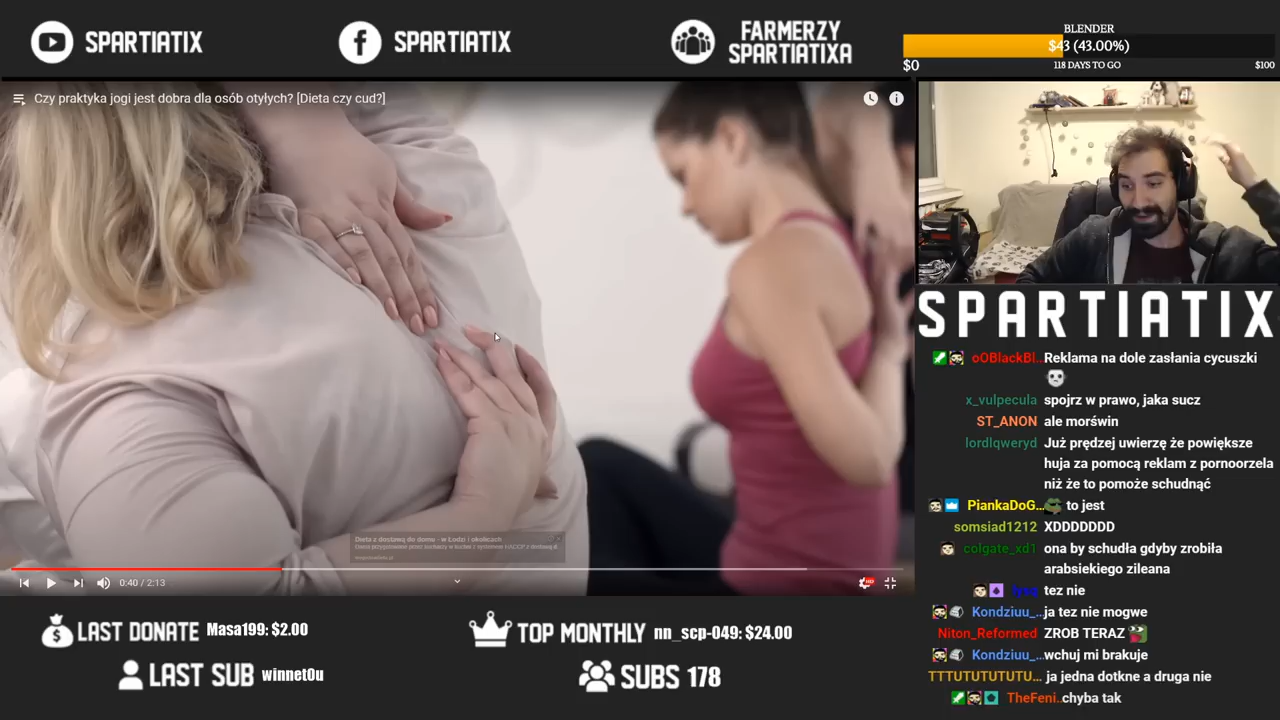 SPARTIATIX
SPARTIATIX
FARMERZY
SPARTIATIXA
BLENDER
$43 (43.00%)
$0
118 DAYS TO GO
$100
Czy praktyka jogi jest dobra dla osób otyłych? [Dieta czy cud?]
Dieta z dostawą do domu - w Łodzi i okolicach
0:40 / 2:13
HD
SPARTIATIX
oOBlackBl... Reklama na dole zasłania cycuszki
x_vulpecula spojrz w prawo, jaka sucz
ST_ANON ale morświn
lordlqweryd Już prędzej uwierzę że powiększe
huja za pomocą reklam z pornoorzela
niż że to pomoże schudnąć
PiankaDoG... to jest
somsiad1212 XDDDDDDD
colgate_xd1 ona by schudła gdyby zrobiła
arabsiekiego zileana
tez nie
Kondziuu_... ja tez nie mogwe
Niton_Reformed ZROB TERAZ
Kondziuu_... wchuj mi brakuje
TTTUTUTUTUTU... ja jedna dotkne a druga nie
TheFeni.. chyba tak
LAST DONATE Masa199: $2.00
TOP MONTHLY nn_scp-049: $24.00
LAST SUB winnet0u
SUBS 178